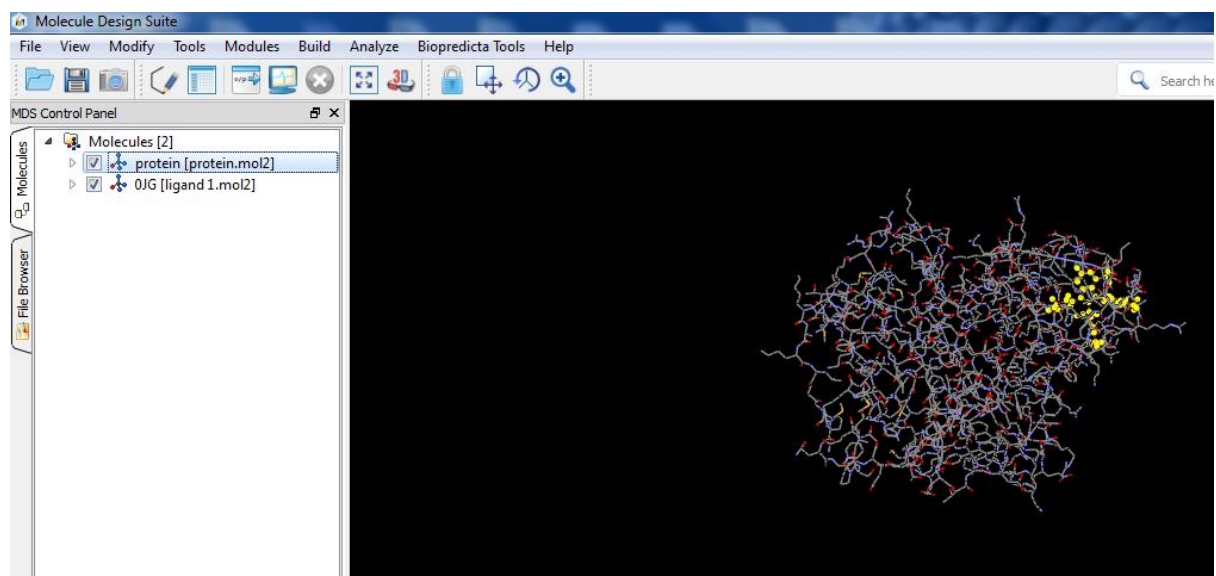 Molecule Design Suite
File View Modify Tools Modules Build Analyze Biopredicta Tools Help
o/p 3D Search he
MDS Control Panel
Molecules [2]
protein [protein.mol2]
0JG [ligand 1.mol2]
Molecules
File Browser